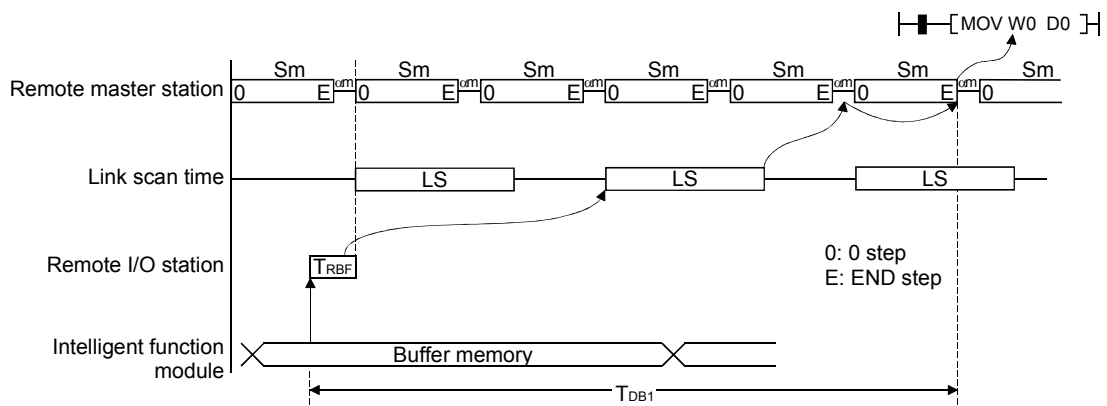 MOV W0 D0
Sm Sm Sm Sm Sm Sm Sm
Remote master station 0 E αm 0 E αm 0 E αm 0 E αm 0 E αm 0 E αm 0
Link scan time LS LS LS
Remote I/O station TRBF
0: 0 step
E: END step
Intelligent function
module
Buffer memory
TDB1